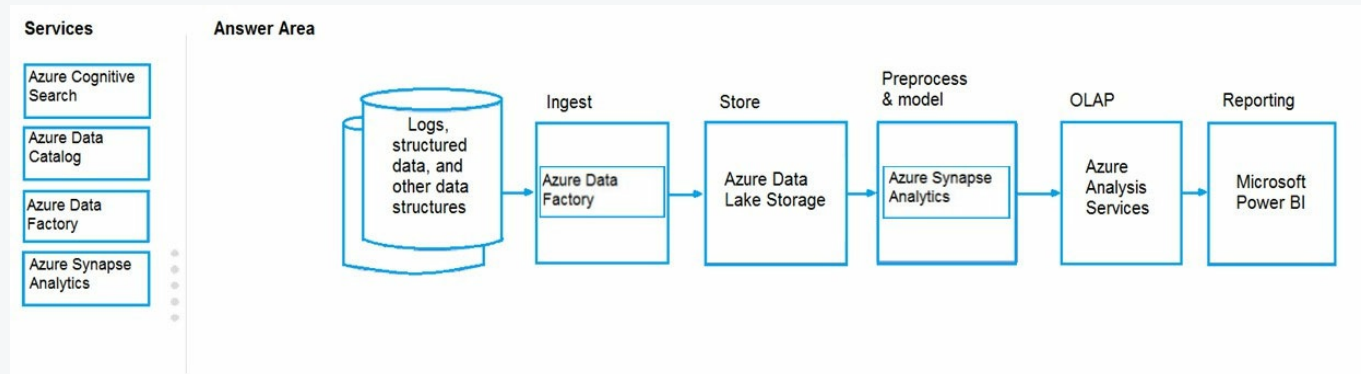 Services
Answer Area
Azure Cognitive
Search
Azure Data
Catalog
Azure Data
Factory
Azure Synapse
Analytics
Logs,
structured
data, and
other data
structures
Ingest
Azure Data
Factory
Store
Azure Data
Lake Storage
Preprocess
& model
Azure Synapse
Analytics
OLAP
Azure
Analysis
Services
Reporting
Microsoft
Power BI